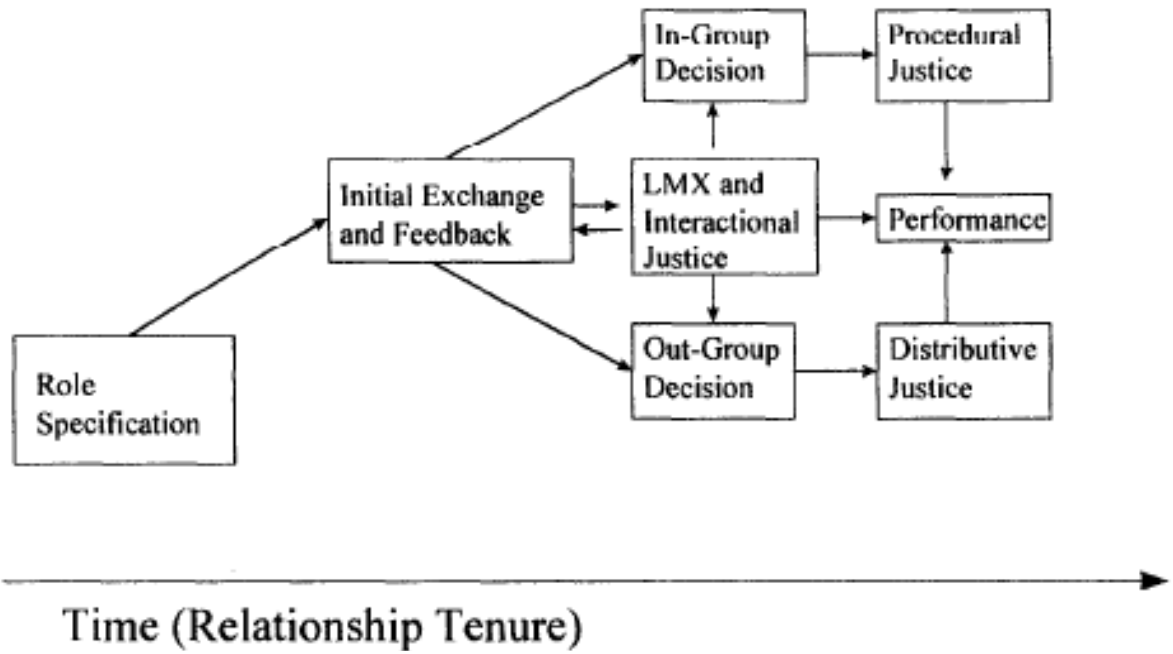 In-Group
Decision
Procedural
Justice
Initial Exchange
and Feedback
LMX and
Interactional
Justice
Performance
Role
Specification
Out-Group
Decision
Distributive
Justice
Time (Relationship Tenure)